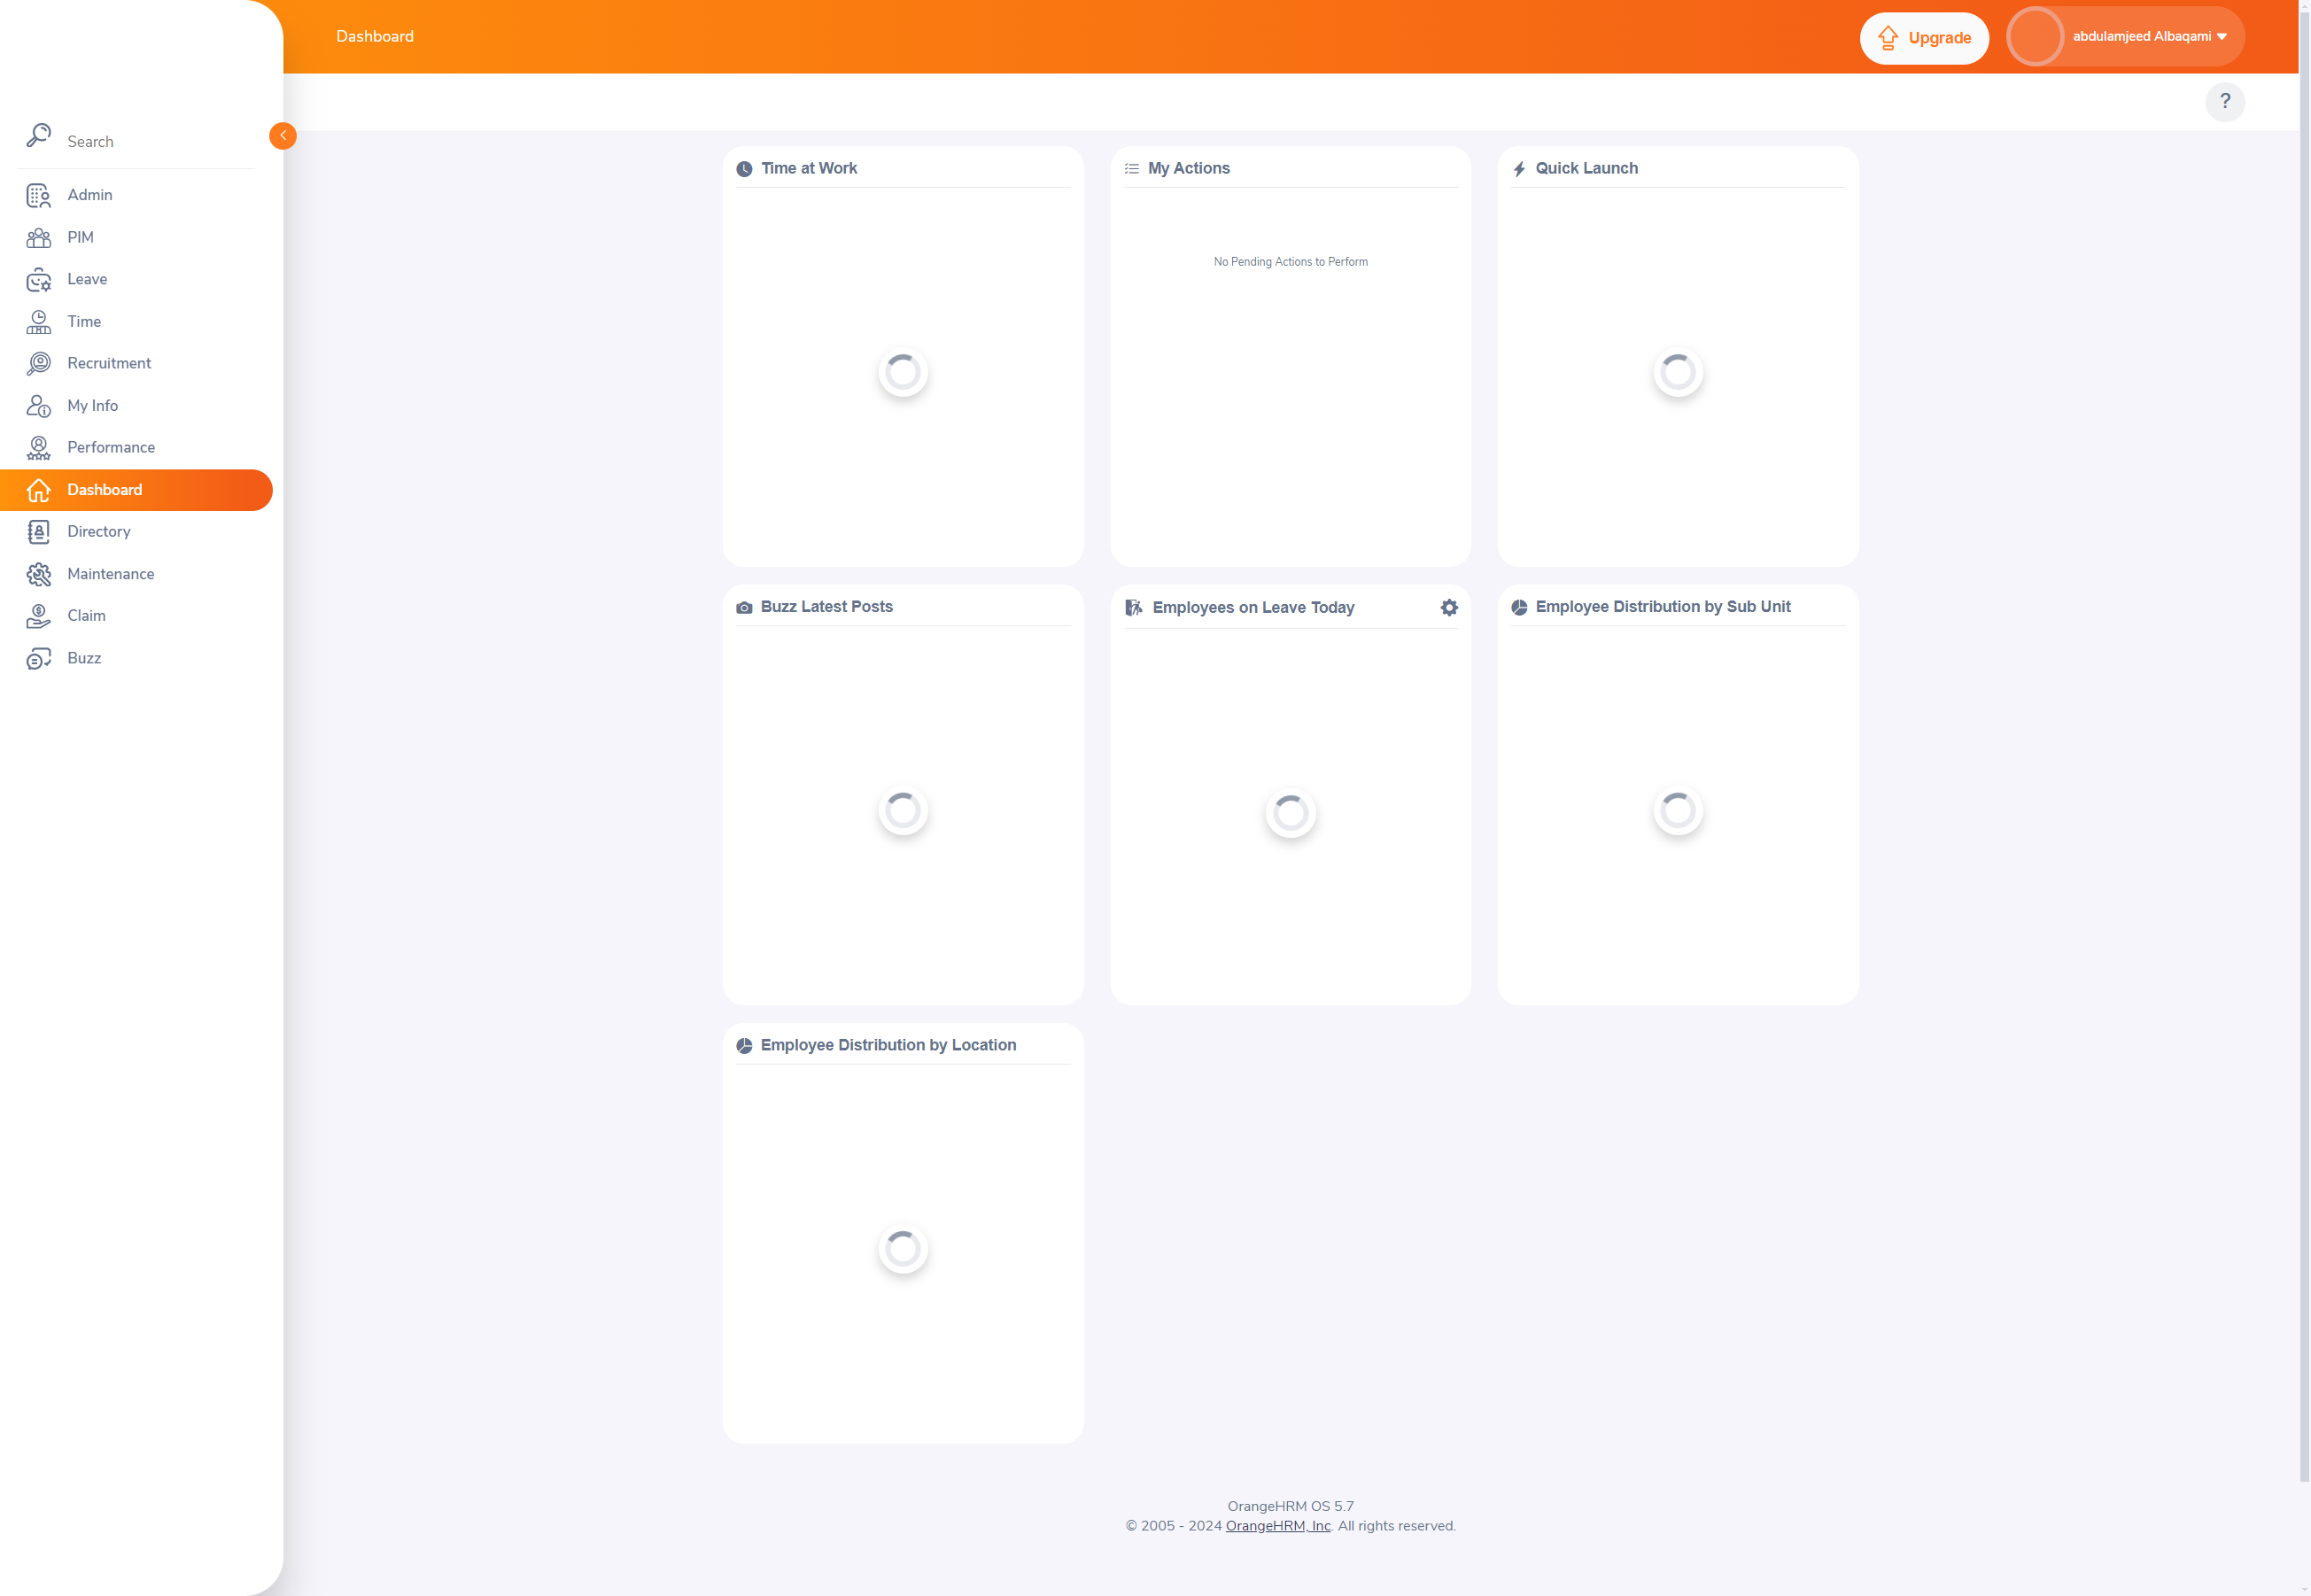 Dashboard
Upgrade
abdulamjeed Albaqami
?
Search
Admin
PIM
Leave
Time
Recruitment
My Info
Performance
Dashboard
Directory
Maintenance
Claim
Buzz
Time at Work
My Actions
No Pending Actions to Perform
Quick Launch
Buzz Latest Posts
Employees on Leave Today
Employee Distribution by Sub Unit
Employee Distribution by Location
OrangeHRM OS 5.7
© 2005 - 2024 OrangeHRM, Inc. All rights reserved.